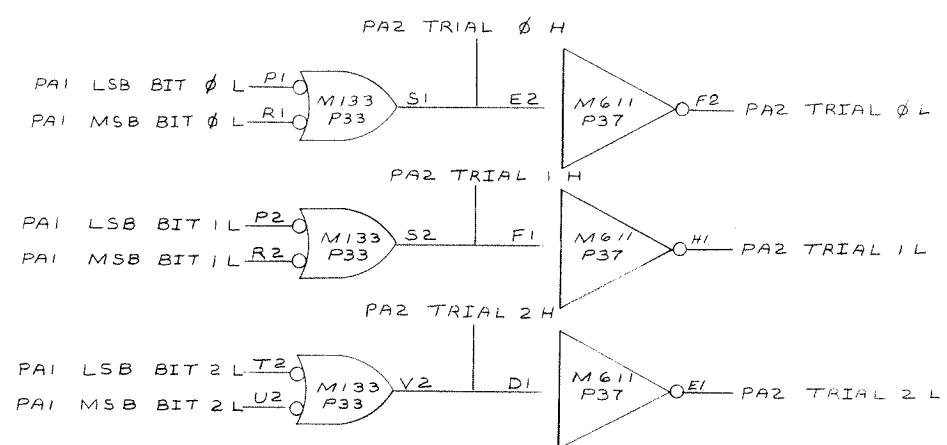 PA2 TRIAL Ø H
PA1 LSB BIT Ø L P1
PA1 MSB BIT Ø L R1
M133
P33
S1 E2
M611
P37
F2 PA2 TRIAL Ø L
PA2 TRIAL 1 H
PA1 LSB BIT 1 L P2
PA1 MSB BIT 1 L R2
M133
P33
S2 F1
M611
P37
H1 PA2 TRIAL 1 L
PA2 TRIAL 2 H
PA1 LSB BIT 2 L T2
PA1 MSB BIT 2 L U2
M133
P33
V2 D1
M611
P37
E1 PA2 TRIAL 2 L